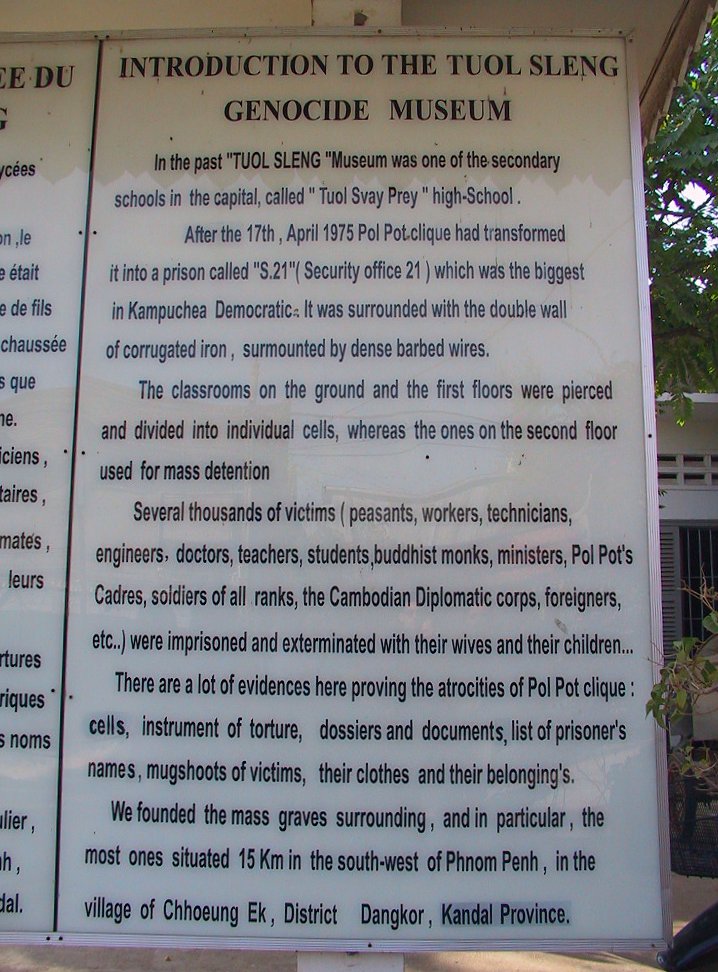 EE DU
G
ycées
on ,le
e était
e de fils
chaussée
s que
ne.
iciens ,
taires ,
mates ,
leurs
rtures
riques
s noms
ulier ,
nh ,
dal.
INTRODUCTION TO THE TUOL SLENG
GENOCIDE MUSEUM
In the past "TUOL SLENG "Museum was one of the secondary
schools in the capital, called " Tuol Svay Prey " high-School .
After the 17th , April 1975 Pol Pot clique had transformed
it into a prison called "S.21"( Security office 21 ) which was the biggest
in Kampuchea Democratic. It was surrounded with the double wall
of corrugated iron , surmounted by dense barbed wires.
The classrooms on the ground and the first floors were pierced
and divided into individual cells, whereas the ones on the second floor
used for mass detention
Several thousands of victims ( peasants, workers, technicians,
engineers, doctors, teachers, students,buddhist monks, ministers, Pol Pot's
Cadres, soldiers of all ranks, the Cambodian Diplomatic corps, foreigners,
etc..) were imprisoned and exterminated with their wives and their children...
There are a lot of evidences here proving the atrocities of Pol Pot clique :
cells, instrument of torture, dossiers and documents, list of prisoner's
names, mugshoots of victims, their clothes and their belonging's.
We founded the mass graves surrounding , and in particular , the
most ones situated 15 Km in the south-west of Phnom Penh , in the
village of Chhoeung Ek , District Dangkor , Kandal Province.